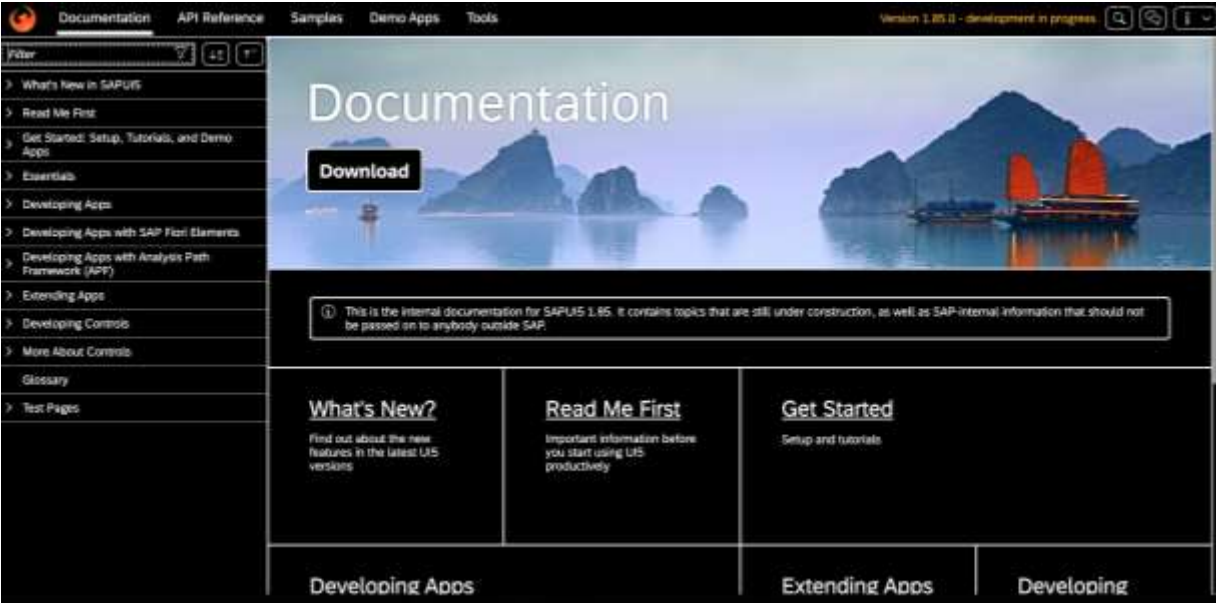 Documentation API Reference Samples Demo Apps Tools Version 1.85.0 - development in progress
Filter
What's New in SAPUI5
Read Me First
Get Started: Setup, Tutorials, and Demo
Apps
Essentials
Developing Apps
Developing Apps with SAP Fiori Elements
Developing Apps with Analysis Path
Framework (APF)
Extending Apps
Developing Controls
More About Controls
Glossary
Test Pages
Documentation
Download
This is the internal documentation for SAPUI5 1.85. It contains topics that are still under construction, as well as SAP-internal information that should not
be passed on to anybody outside SAP.
What's New?
Find out about the new
features in the latest UI5
versions
Read Me First
Important information before
you start using UI5
productively
Get Started
Setup and tutorials
Developing Apps
Extending Apps
Developing